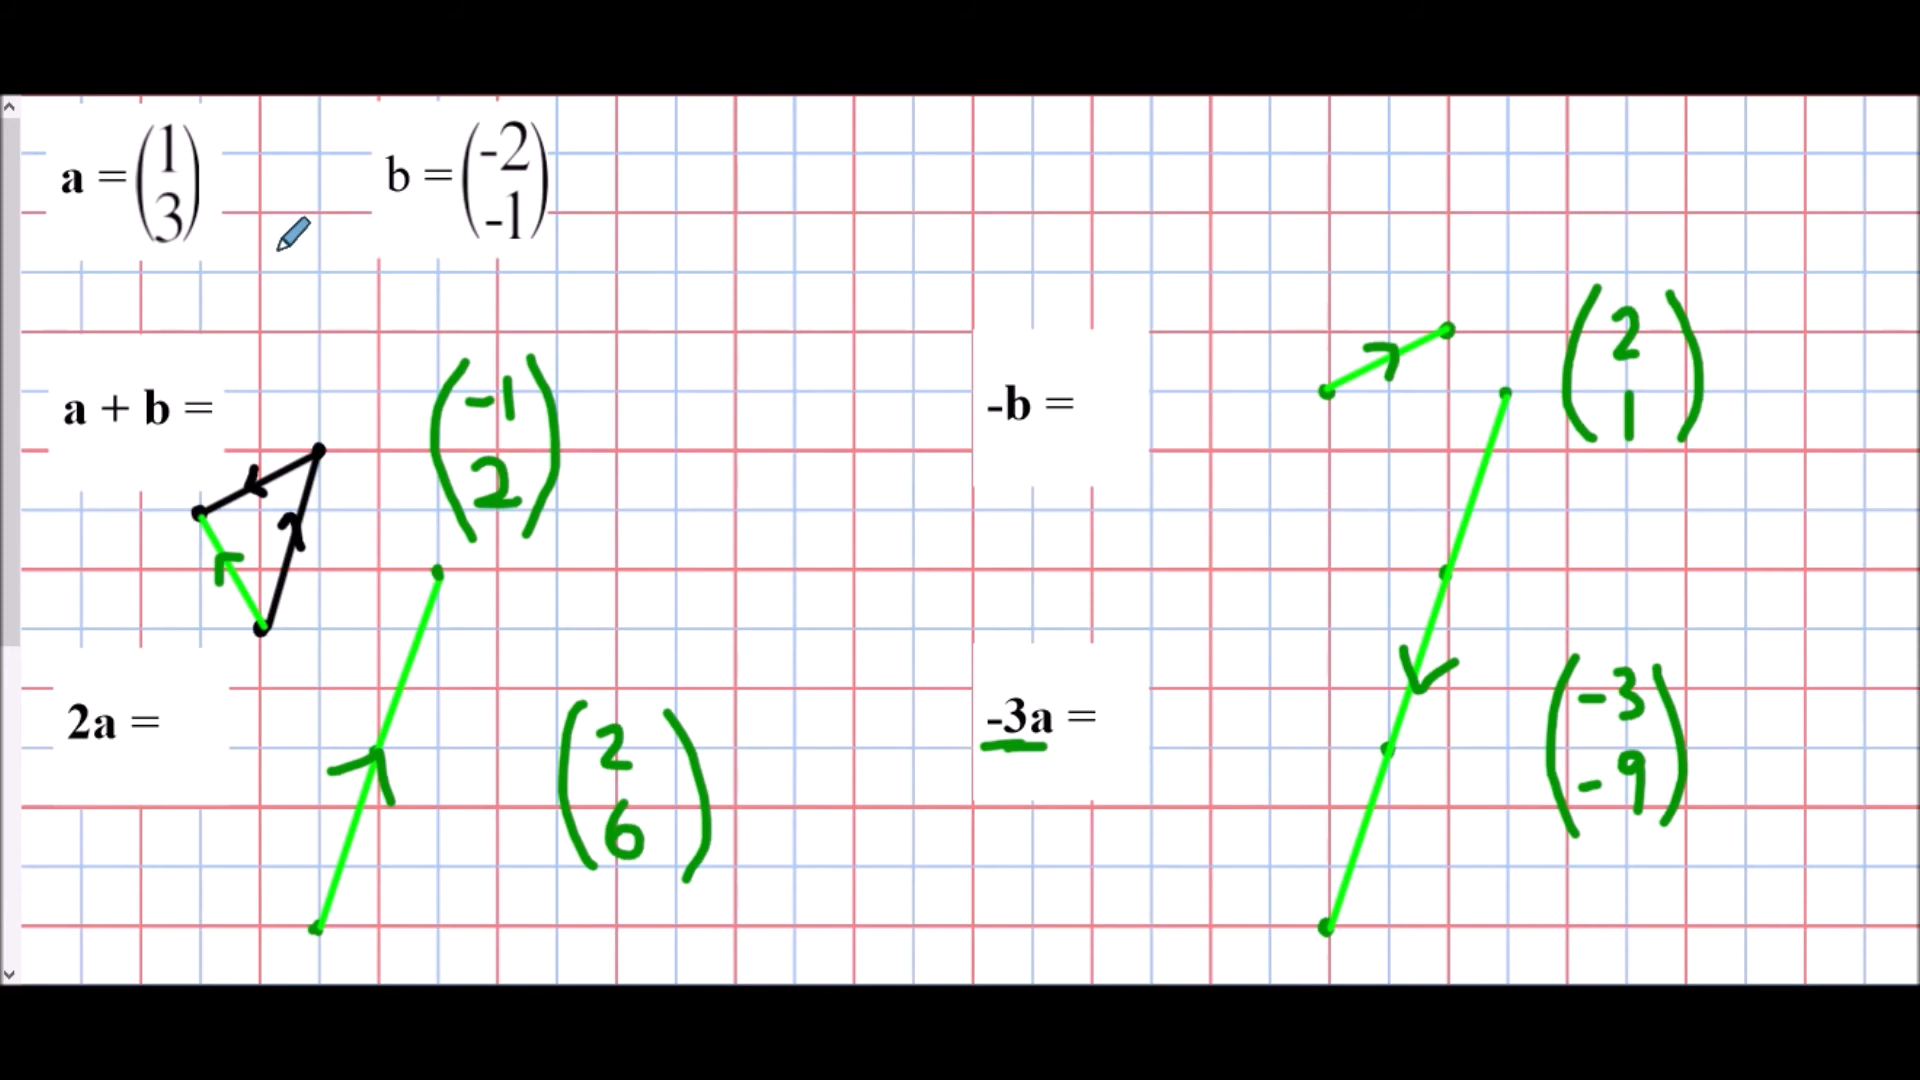 a = (1 3)
b = (-2 -1)
a + b = (-1 2)
-b = (2 1)
2a = (2 6)
-3a = (-3 -9)